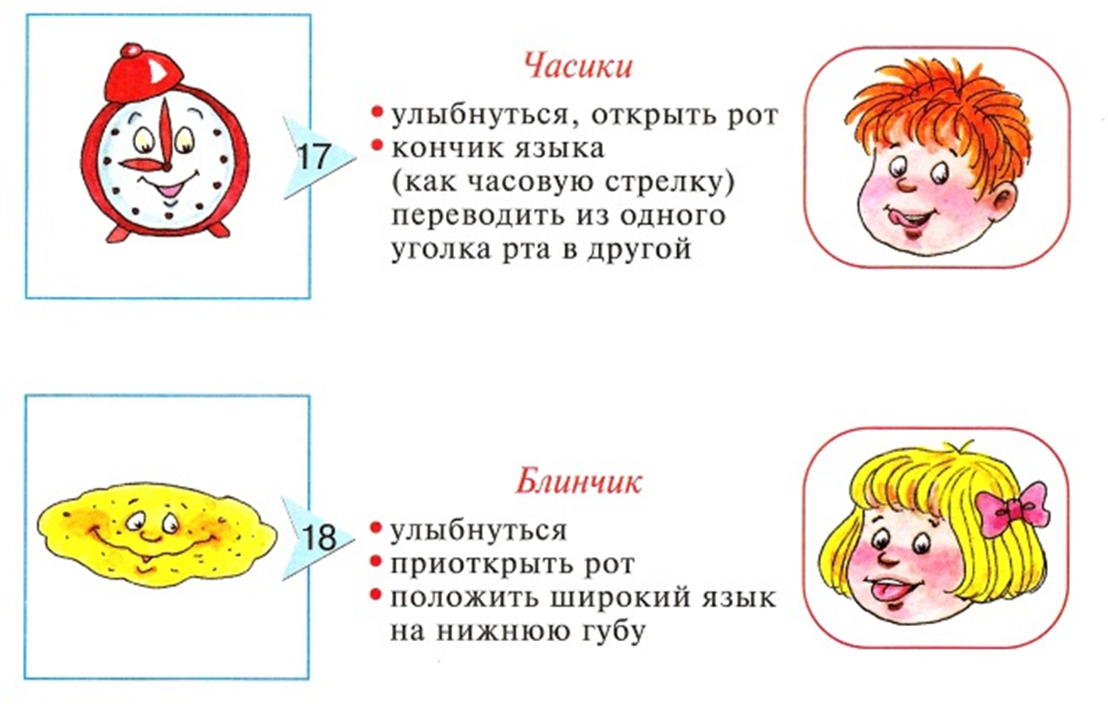 Часики
17
• улыбнуться, открыть рот
• кончик языка
(как часовую стрелку)
переводить из одного
уголка рта в другой
Блинчик
18
• улыбнуться
• приоткрыть рот
• положить широкий язык
на нижнюю губу